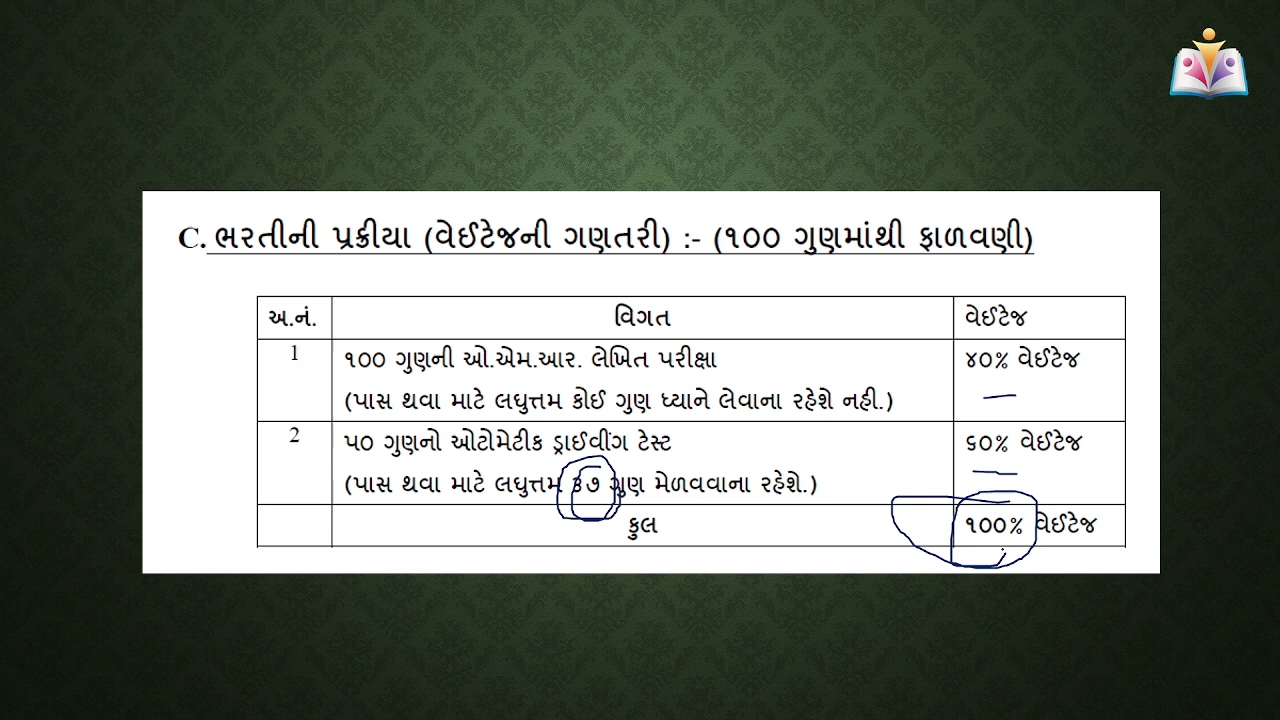 C. ભરતીની પ્રક્રીયા (વેઈટેજની ગણતરી) :- (૧૦૦ ગુણમાંથી ફાળવણી)
અ.નં. વિગત વેઈટેજ
1 ૧૦૦ ગુણની ઓ.એમ.આર. લેખિત પરીક્ષા ૪૦% વેઈટેજ
(પાસ થવા માટે લઘુત્તમ કોઈ ગુણ ધ્યાને લેવાના રહેશે નહી.)
2 ૫૦ ગુણનો ઓટોમેટીક ડ્રાઈવીંગ ટેસ્ટ ૬૦% વેઈટેજ
(પાસ થવા માટે લઘુત્તમ ૩૭ ગુણ મેળવવાના રહેશે.)
કુલ ૧૦૦% વેઈટેજ